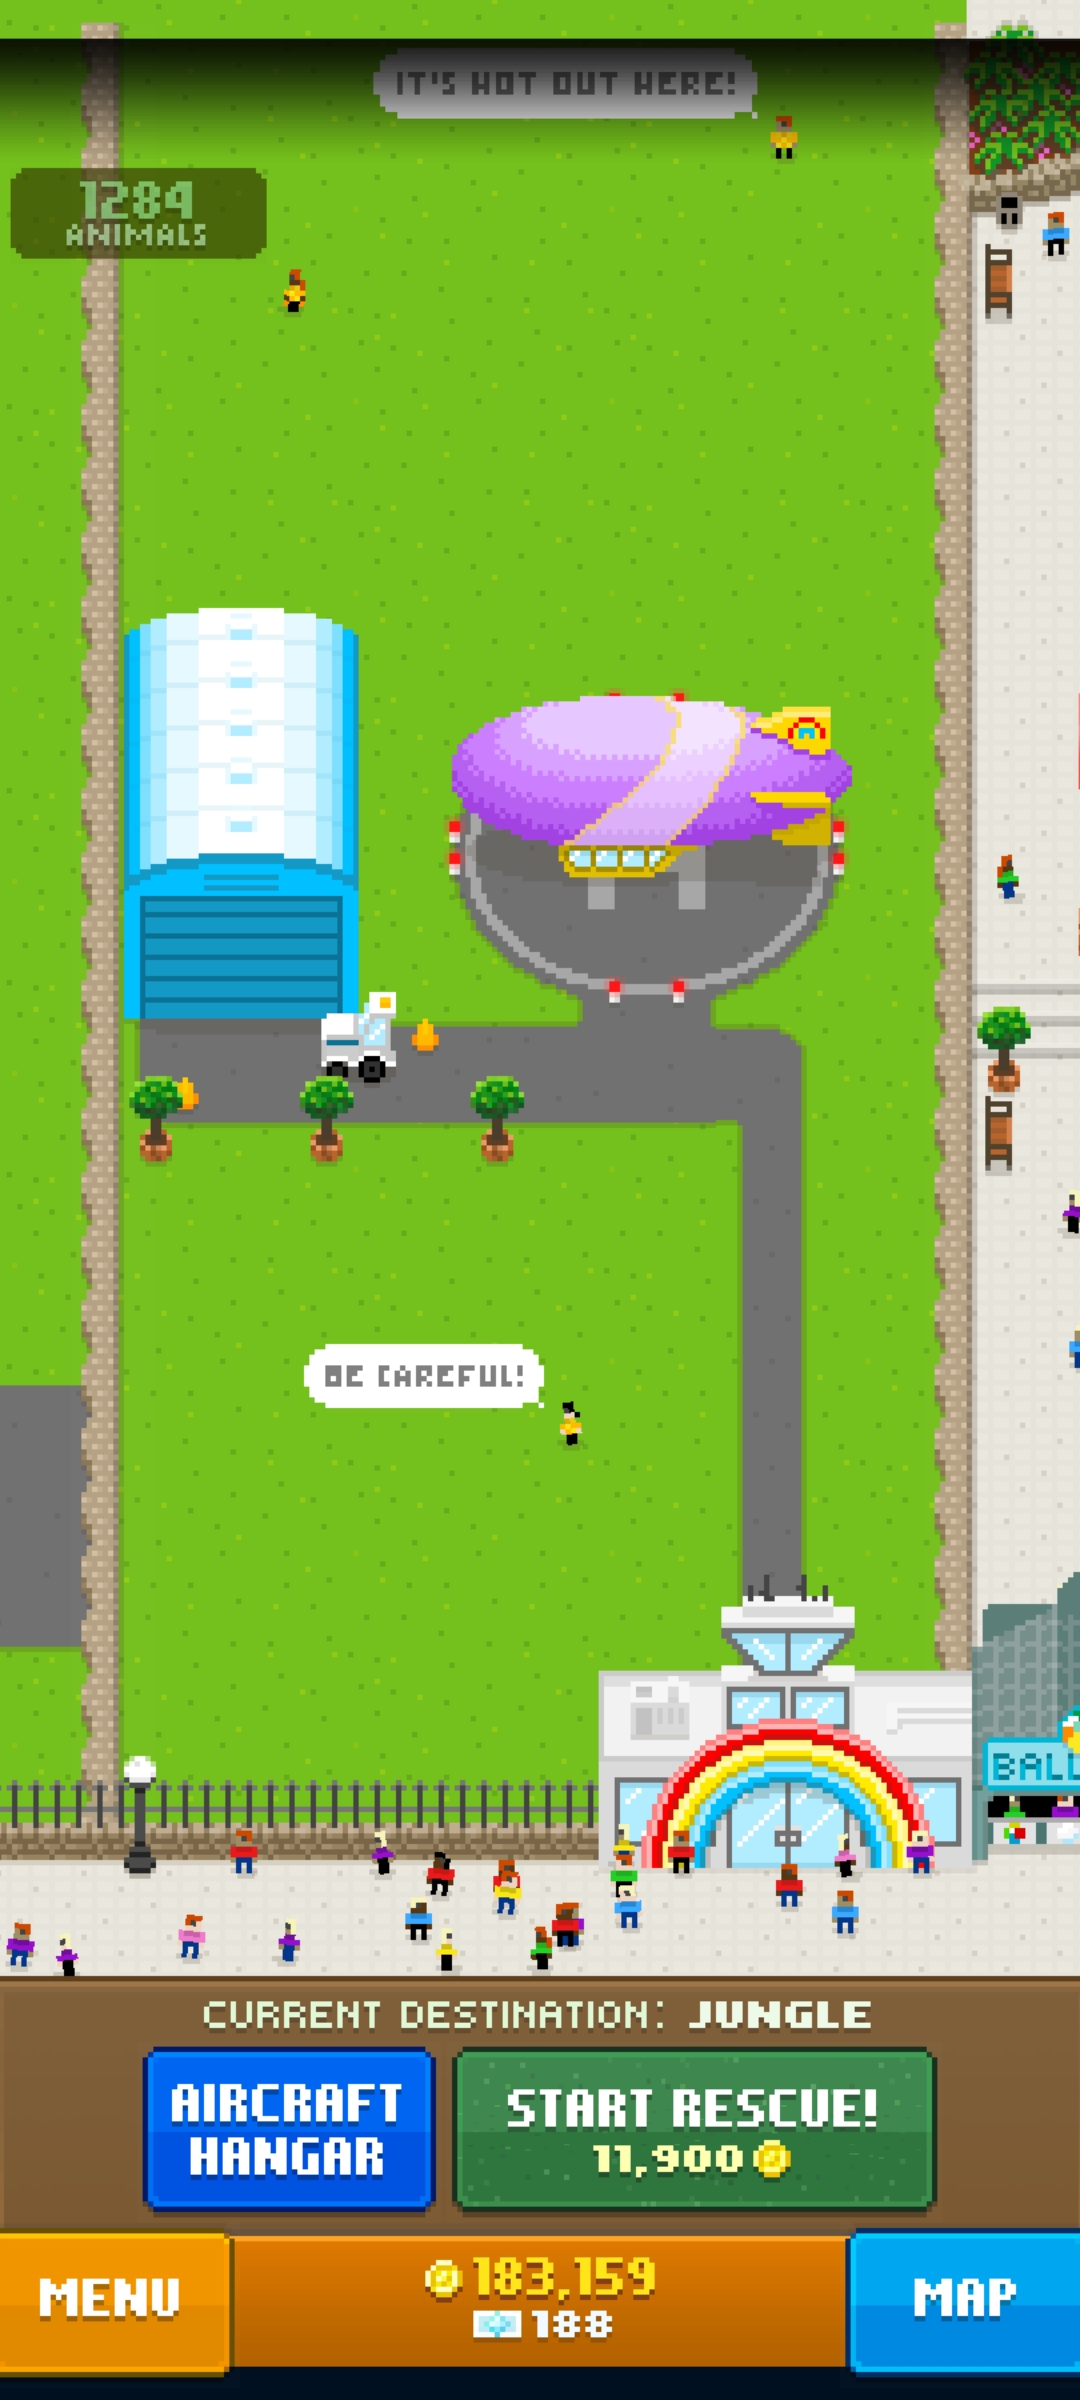 IT'S HOT OUT HERE!
1284
ANIMALS
BE CAREFUL!
BALL
CURRENT DESTINATION: JUNGLE
AIRCRAFT
HANGAR
START RESCUE!
11,900
MENU
183,159
188
MAP